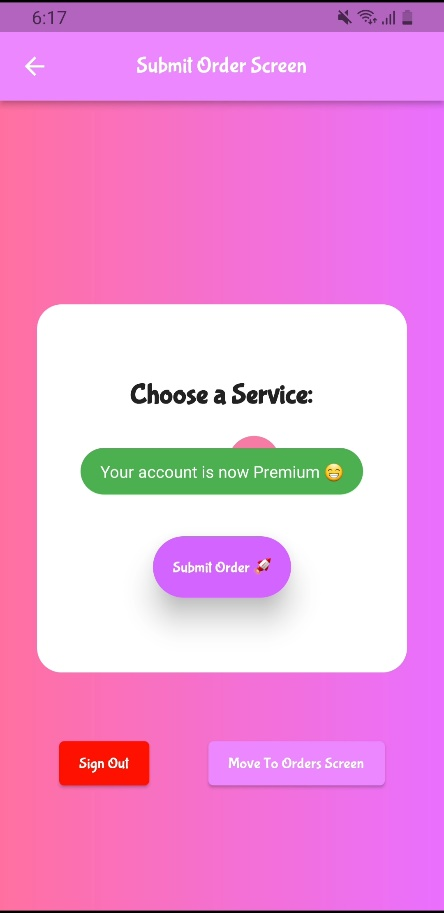 6:17
Submit Order Screen
Choose a Service:
Your account is now Premium 😁
Submit Order 🚀
Sign Out
Move To Orders Screen